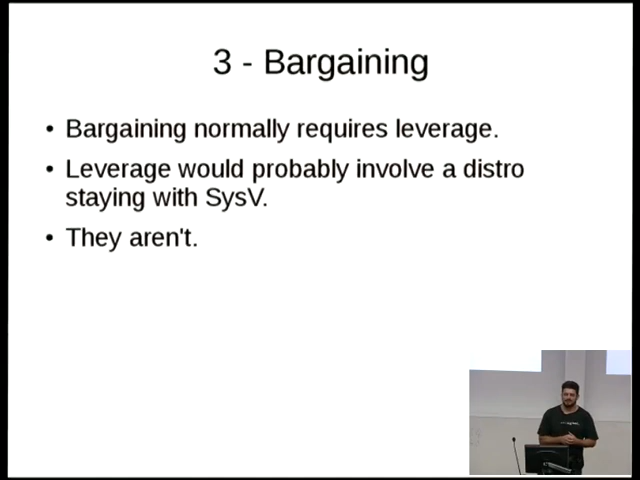 3 - Bargaining
• Bargaining normally requires leverage.
• Leverage would probably involve a distro
staying with SysV.
• They aren't.